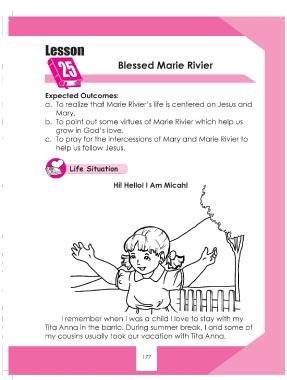 Lesson
25
Blessed Marie Rivier
Expected Outcomes:
a. To realize that Marie Rivier's life is centered on Jesus and
Mary.
b. To point out some virtues of Marie Rivier which help us
grow in God's love.
c. To pray for the intercessions of Mary and Marie Rivier to
help us follow Jesus.
Life Situation
Hi! Hello! I Am Micah!
I remember when I was a child I love to stay with my
Tita Anna in the barrio. During summer break, I and some of
my cousins usually took our vacation with Tita Anna.
177